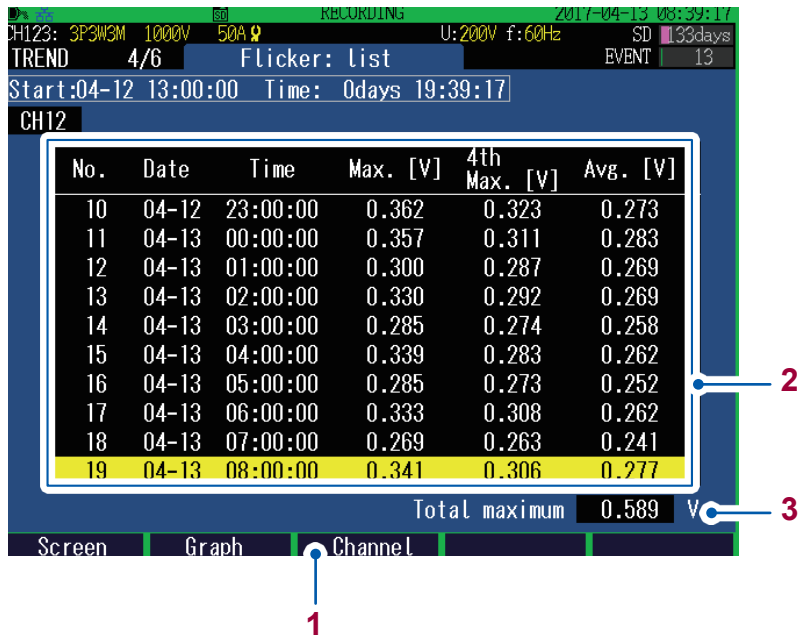 SD RECORDING 2017-04-13 08:39:17
CH123: 3P3W3M 1000V 50A U:200V f:60Hz SD 133days
TREND 4/6 Flicker: list EVENT 13
Start:04-12 13:00:00 Time: 0days 19:39:17
CH12
No. Date Time Max. [V] 4th Max. [V] Avg. [V]
10 04-12 23:00:00 0.362 0.323 0.273
11 04-13 00:00:00 0.357 0.311 0.283
12 04-13 01:00:00 0.300 0.287 0.269
13 04-13 02:00:00 0.330 0.292 0.269
14 04-13 03:00:00 0.285 0.274 0.258
15 04-13 04:00:00 0.339 0.283 0.262
16 04-13 05:00:00 0.285 0.273 0.252
17 04-13 06:00:00 0.333 0.308 0.262
18 04-13 07:00:00 0.269 0.263 0.241
19 04-13 08:00:00 0.341 0.306 0.277
2
Total maximum 0.589 V
3
Screen Graph Channel
1